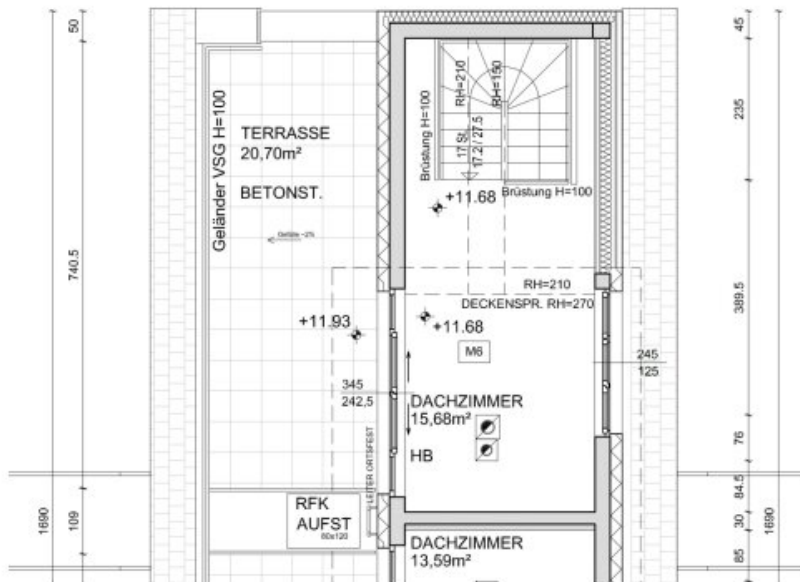 50
740.5
109
1690
Geländer VSG H=100
TERRASSE
20,70m²
BETONST.
Gefälle ~2%
+11.93
345
242,5
LEITER ORTSFEST
RFK
AUFST
60x120
Brüstung H=100
RH=210
RH=150
17 St.
17.2 / 27.5
Brüstung H=100
+11.68
RH=210
DECKENSPR. RH=270
+11.68
M6
DACHZIMMER
15,68m²
HB
DACHZIMMER
13,59m²
245
125
45
235
389.5
76
84.5
30
85
1690